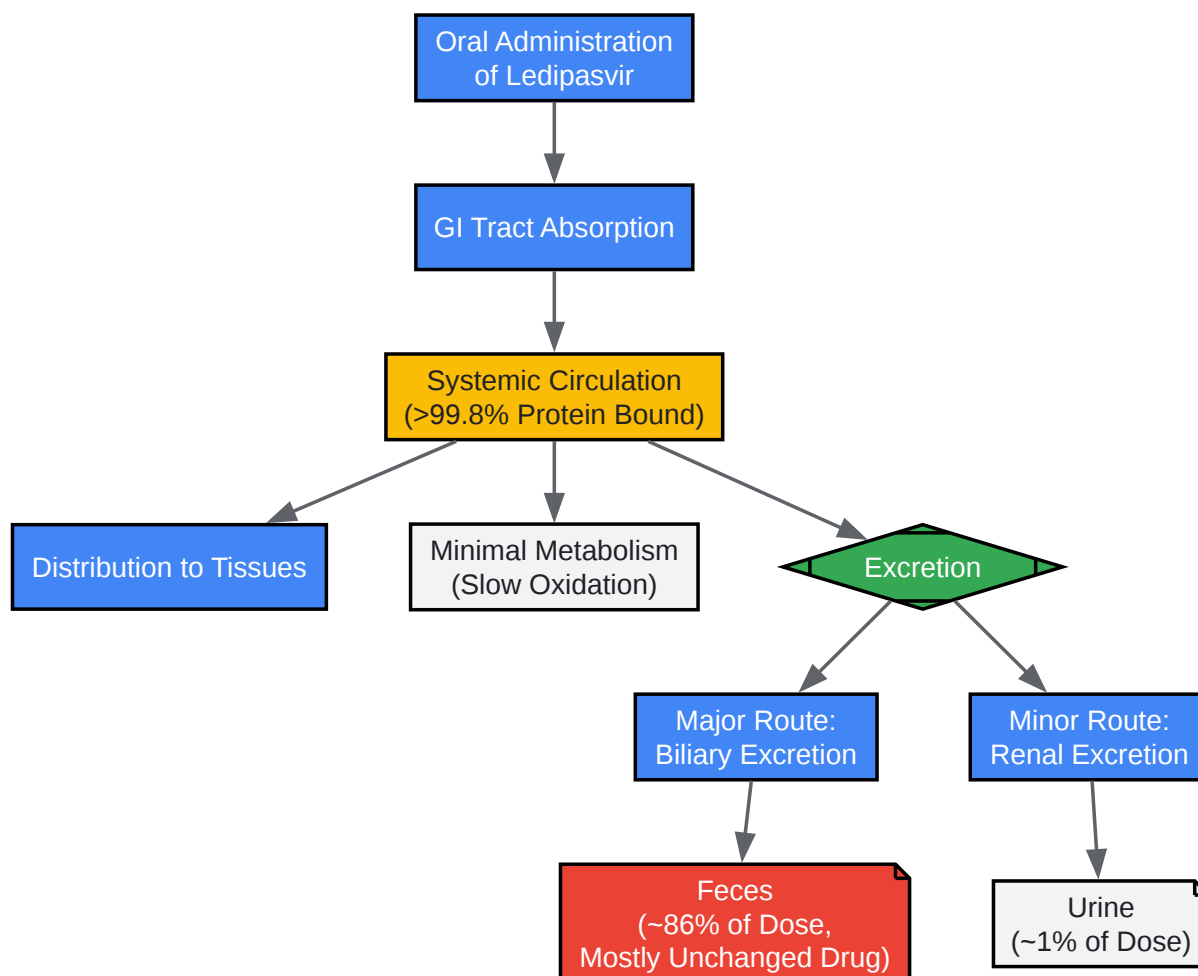 Oral Administration
of Ledipasvir
GI Tract Absorption
Systemic Circulation
(>99.8% Protein Bound)
Distribution to Tissues
Minimal Metabolism
(Slow Oxidation)
Excretion
Major Route:
Biliary Excretion
Minor Route:
Renal Excretion
Feces
(~86% of Dose,
Mostly Unchanged Drug)
Urine
(~1% of Dose)